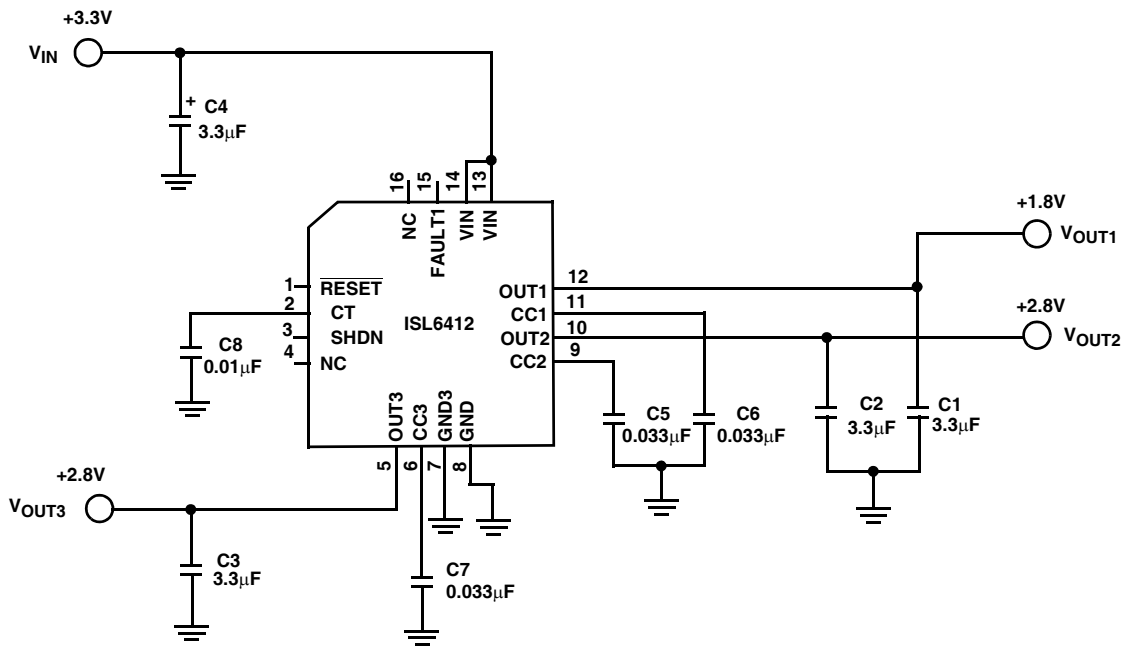 +3.3V
VIN
+
C4
3.3μF
16
15
14
13
NC
FAULT1
VIN
VIN
+1.8V
VOUT1
1
RESET
12
OUT1
2
CT
11
CC1
+2.8V
VOUT2
ISL6412
3
SHDN
10
OUT2
4
NC
9
CC2
C8
0.01μF
OUT3
CC3
GND3
GND
C5
0.033μF
C6
0.033μF
C2
3.3μF
C1
3.3μF
5
6
7
8
+2.8V
VOUT3
C3
3.3μF
C7
0.033μF